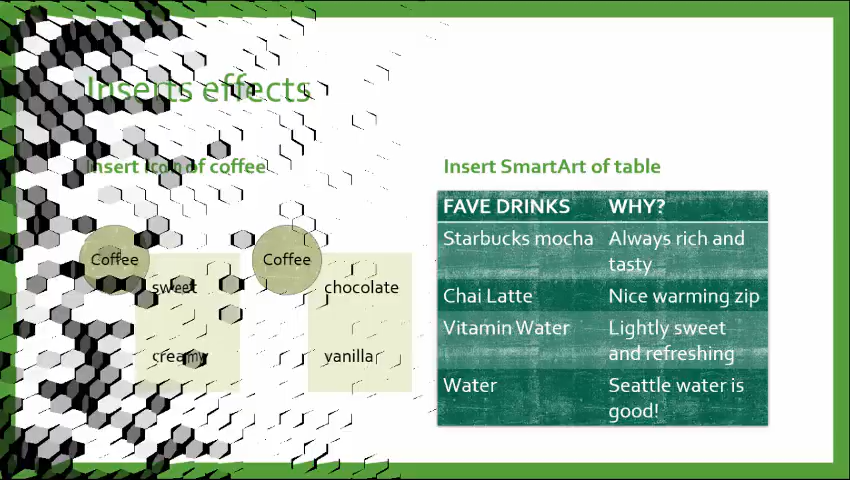 Inserts effects
Insert Icon of coffee
Insert SmartArt of table
Coffee
sweet
creamy
Coffee
chocolate
vanilla
FAVE DRINKS WHY?
Starbucks mocha Always rich and
tasty
Chai Latte Nice warming zip
Vitamin Water Lightly sweet
and refreshing
Water Seattle water is
good!